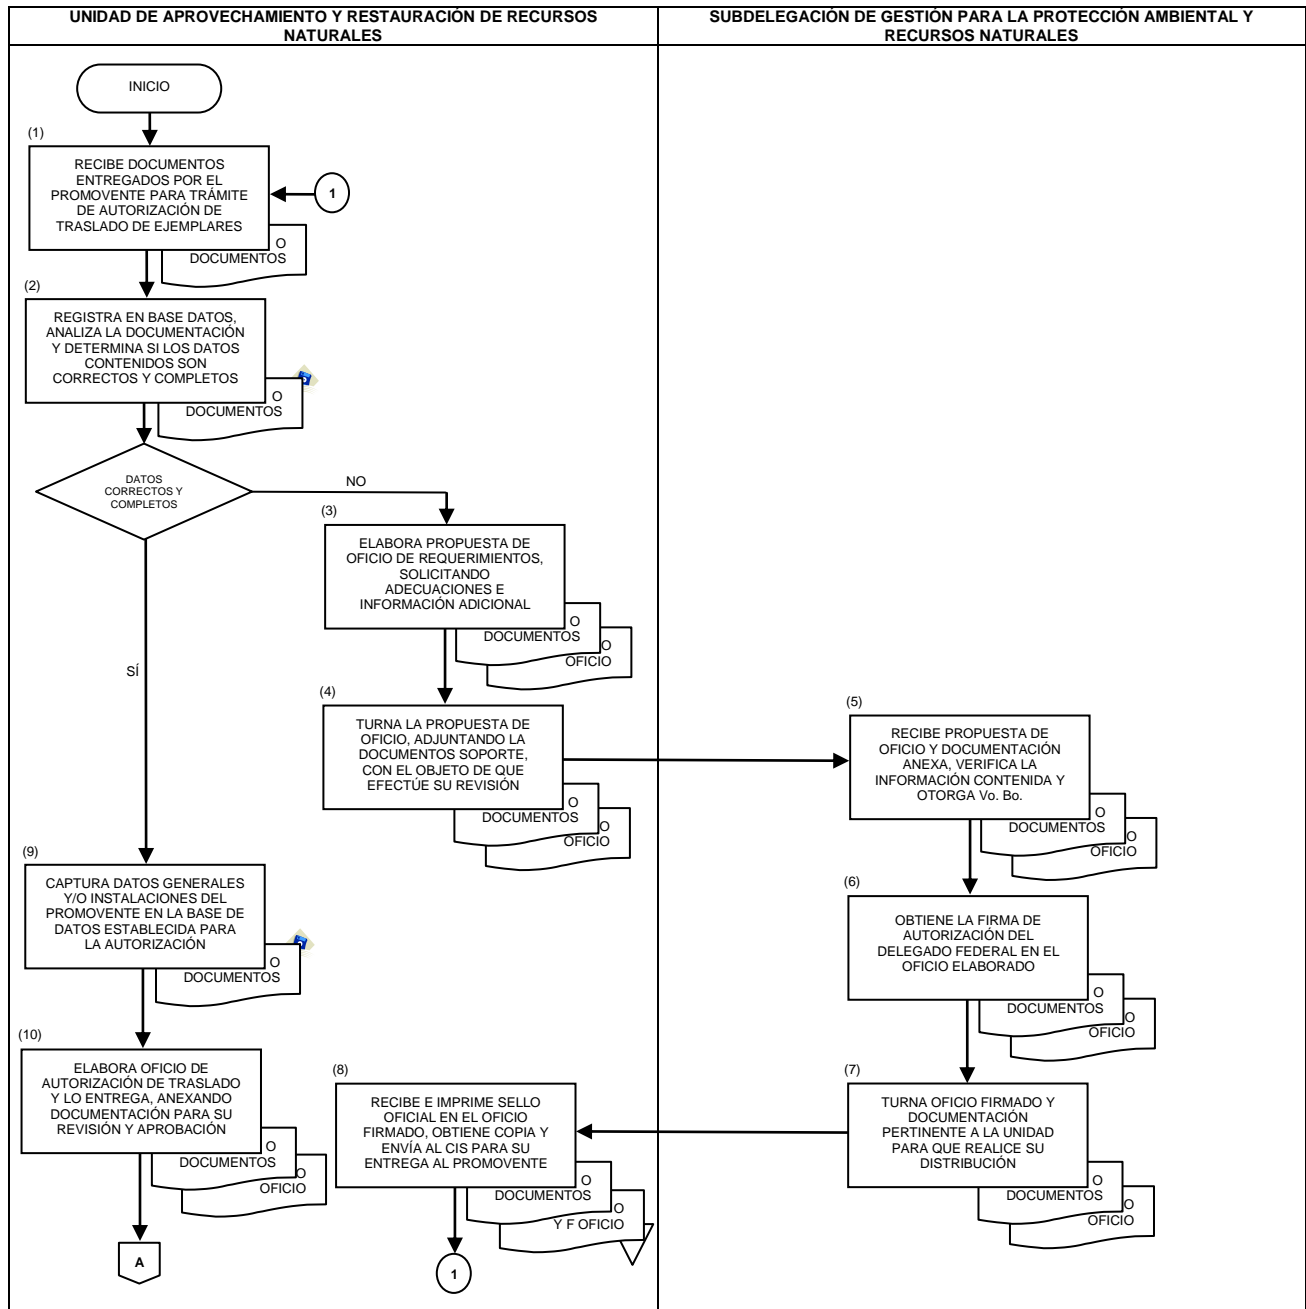 UNIDAD DE APROVECHAMIENTO Y RESTAURACIÓN DE RECURSOS
NATURALES
SUBDELEGACIÓN DE GESTIÓN PARA LA PROTECCIÓN AMBIENTAL Y
RECURSOS NATURALES
INICIO
(1)
RECIBE DOCUMENTOS
ENTREGADOS POR EL
PROMOVENTE PARA TRÁMITE
DE AUTORIZACIÓN DE
TRASLADO DE EJEMPLARES
1
O
DOCUMENTOS
(2)
REGISTRA EN BASE DATOS,
ANALIZA LA DOCUMENTACIÓN
Y DETERMINA SI LOS DATOS
CONTENIDOS SON
CORRECTOS Y COMPLETOS
O
DOCUMENTOS
DATOS
CORRECTOS Y
COMPLETOS
NO
SÍ
(3)
ELABORA PROPUESTA DE
OFICIO DE REQUERIMIENTOS,
SOLICITANDO
ADECUACIONES E
INFORMACIÓN ADICIONAL
O
DOCUMENTOS
O
OFICIO
(4)
TURNA LA PROPUESTA DE
OFICIO, ADJUNTANDO LA
DOCUMENTOS SOPORTE,
CON EL OBJETO DE QUE
EFECTÚE SU REVISIÓN
O
DOCUMENTOS
O
OFICIO
(5)
RECIBE PROPUESTA DE
OFICIO Y DOCUMENTACIÓN
ANEXA, VERIFICA LA
INFORMACIÓN CONTENIDA Y
OTORGA Vo. Bo.
O
DOCUMENTOS
O
OFICIO
(6)
OBTIENE LA FIRMA DE
AUTORIZACIÓN DEL
DELEGADO FEDERAL EN EL
OFICIO ELABORADO
O
DOCUMENTOS
O
OFICIO
(7)
TURNA OFICIO FIRMADO Y
DOCUMENTACIÓN
PERTINENTE A LA UNIDAD
PARA QUE REALICE SU
DISTRIBUCIÓN
O
DOCUMENTOS
O
OFICIO
(8)
RECIBE E IMPRIME SELLO
OFICIAL EN EL OFICIO
FIRMADO, OBTIENE COPIA Y
ENVÍA AL CIS PARA SU
ENTREGA AL PROMOVENTE
O
DOCUMENTOS
O
Y F OFICIO
1
(9)
CAPTURA DATOS GENERALES
Y/O INSTALACIONES DEL
PROMOVENTE EN LA BASE DE
DATOS ESTABLECIDA PARA
LA AUTORIZACIÓN
O
DOCUMENTOS
(10)
ELABORA OFICIO DE
AUTORIZACIÓN DE TRASLADO
Y LO ENTREGA, ANEXANDO
DOCUMENTACIÓN PARA SU
REVISIÓN Y APROBACIÓN
O
DOCUMENTOS
O
OFICIO
A